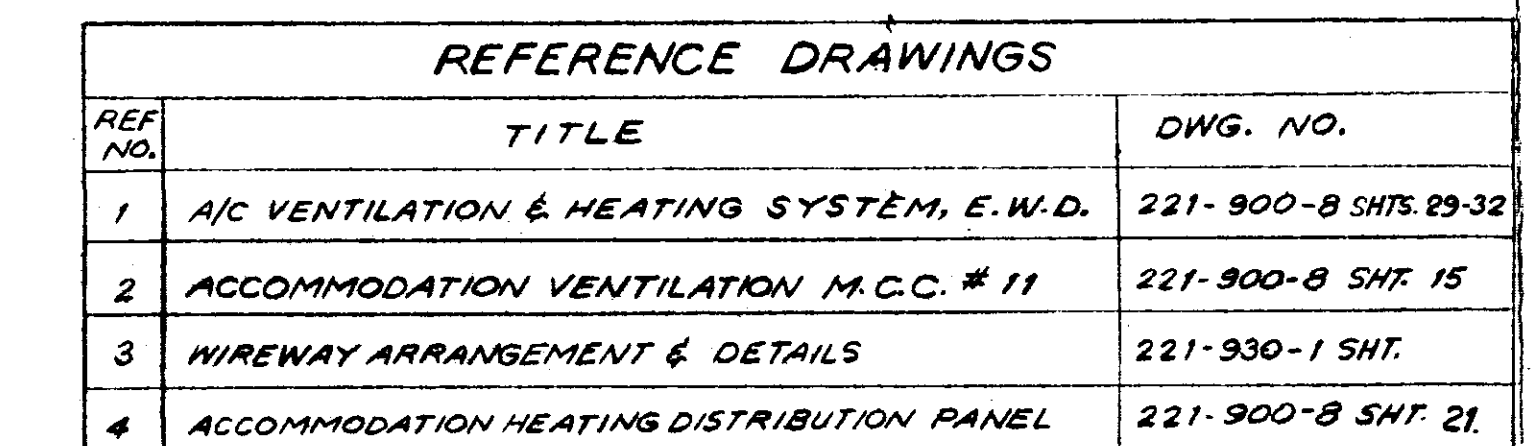 REFERENCE DRAWINGS
REF NO. TITLE DWG. NO.
1 A/C VENTILATION & HEATING SYSTEM, E.W.D. 221-900-8 SHTS. 29-32
2 ACCOMMODATION VENTILATION M.C.C. # 11 221-900-8 SHT. 15
3 WIREWAY ARRANGEMENT & DETAILS 221-930-1 SHT.
4 ACCOMMODATION HEATING DISTRIBUTION PANEL 221-900-8 SHT. 21.